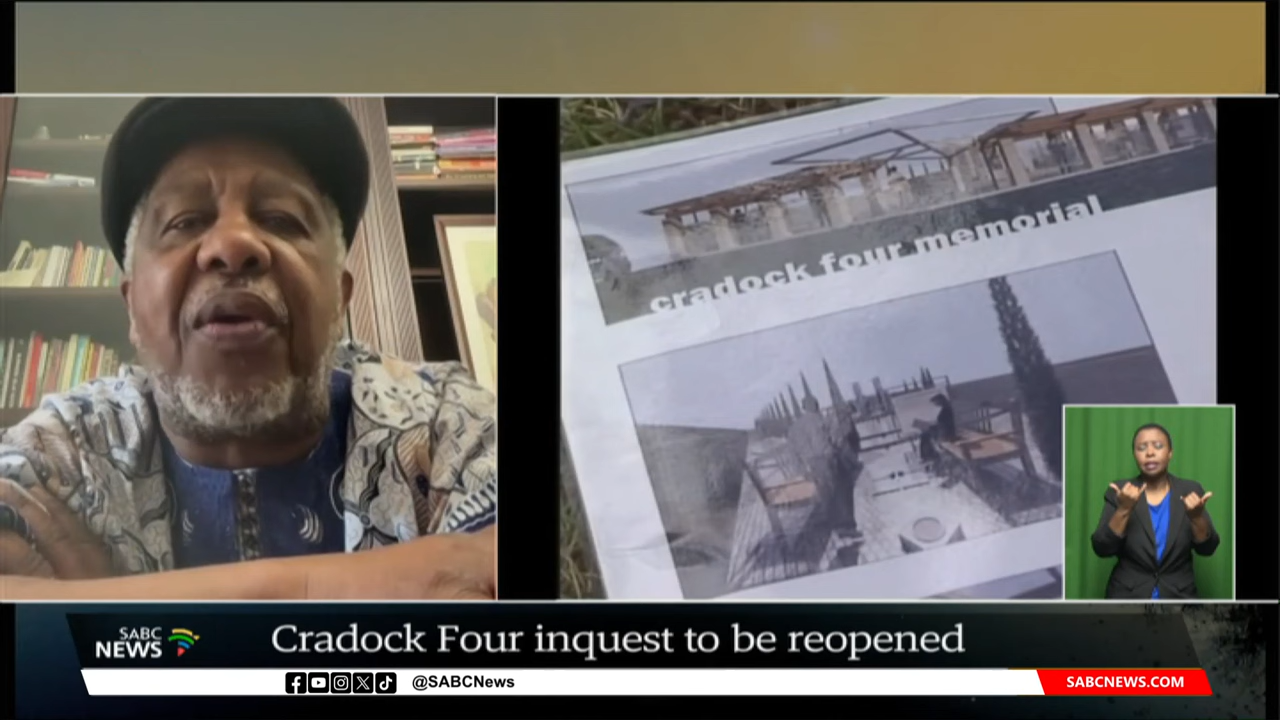 cradock four memorial
SABC
NEWS
Cradock Four inquest to be reopened
@SABCNews
SABCNEWS.COM